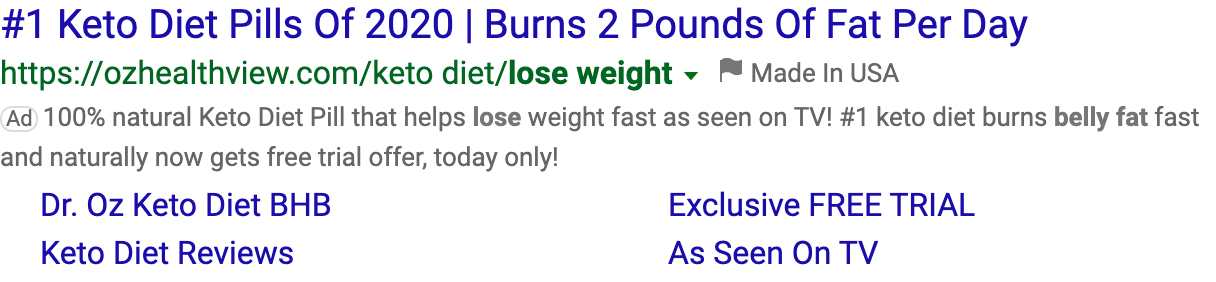 #1 Keto Diet Pills Of 2020 | Burns 2 Pounds Of Fat Per Day
https://ozhealthview.com/keto diet/lose weight Made In USA
Ad 100% natural Keto Diet Pill that helps lose weight fast as seen on TV! #1 keto diet burns belly fat fast
and naturally now gets free trial offer, today only!
Dr. Oz Keto Diet BHB Exclusive FREE TRIAL
Keto Diet Reviews As Seen On TV